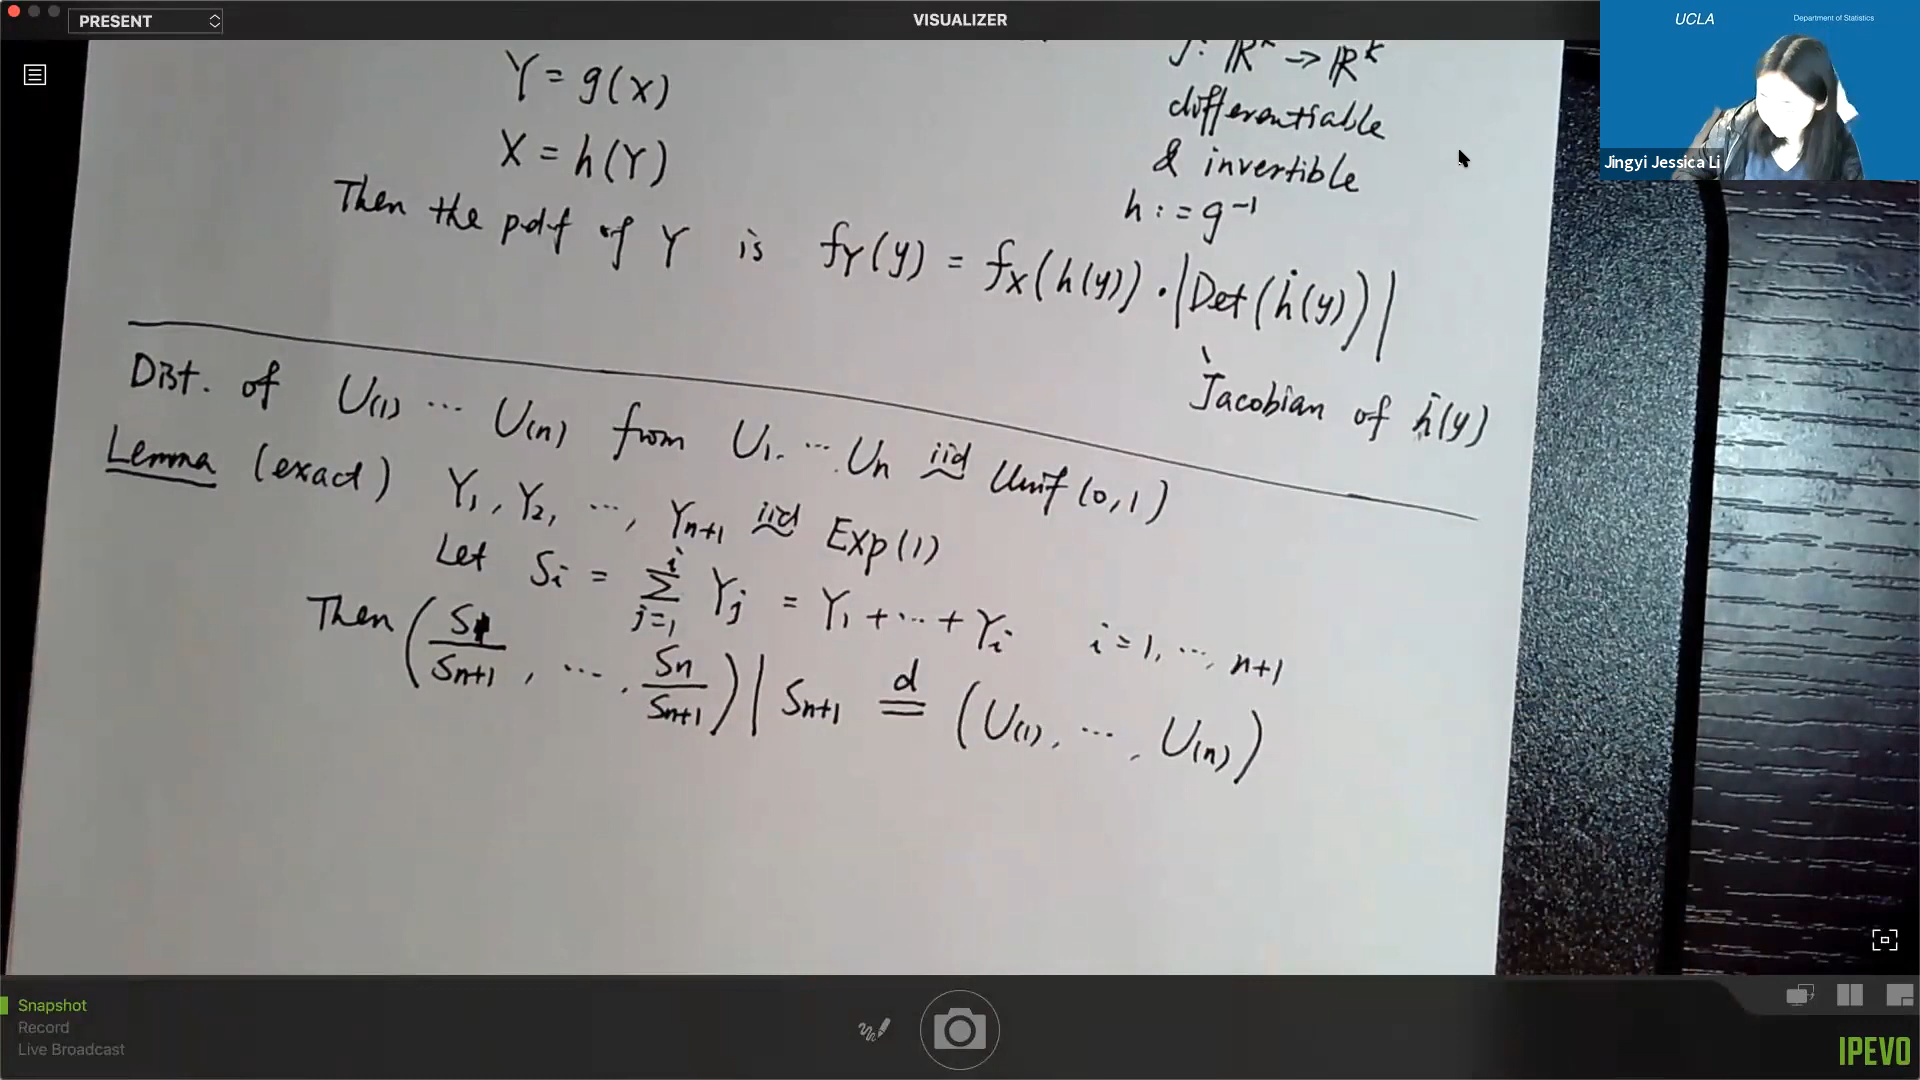 PRESENT
VISUALIZER
UCLA
Department of Statistics
Jingyi Jessica Li
Y = g(X)
X = h(Y)
: ℝᵏ → ℝᵏ
differentiable
& invertible
h := g⁻¹
Then the pdf of Y is f_Y(y) = f_X(h(y)) · |Det(ḣ(y))|
Jacobian of ḣ(y)
Dist. of U₍₁₎ ⋯ U₍ₙ₎ from U₁ ⋯ Uₙ iid ~ Unif(0,1)
Lemma (exact) Y₁, Y₂, ⋯, Yₙ₊₁ iid ~ Exp(1)
Let Sᵢ = Σ_{j=1}^{i} Yⱼ = Y₁ + ⋯ + Yᵢ i = 1, ⋯, n+1
Then (S₁/Sₙ₊₁, ⋯, Sₙ/Sₙ₊₁) | Sₙ₊₁ =ᵈ (U₍₁₎, ⋯, U₍ₙ₎)
Snapshot
Record
Live Broadcast
IPEVO